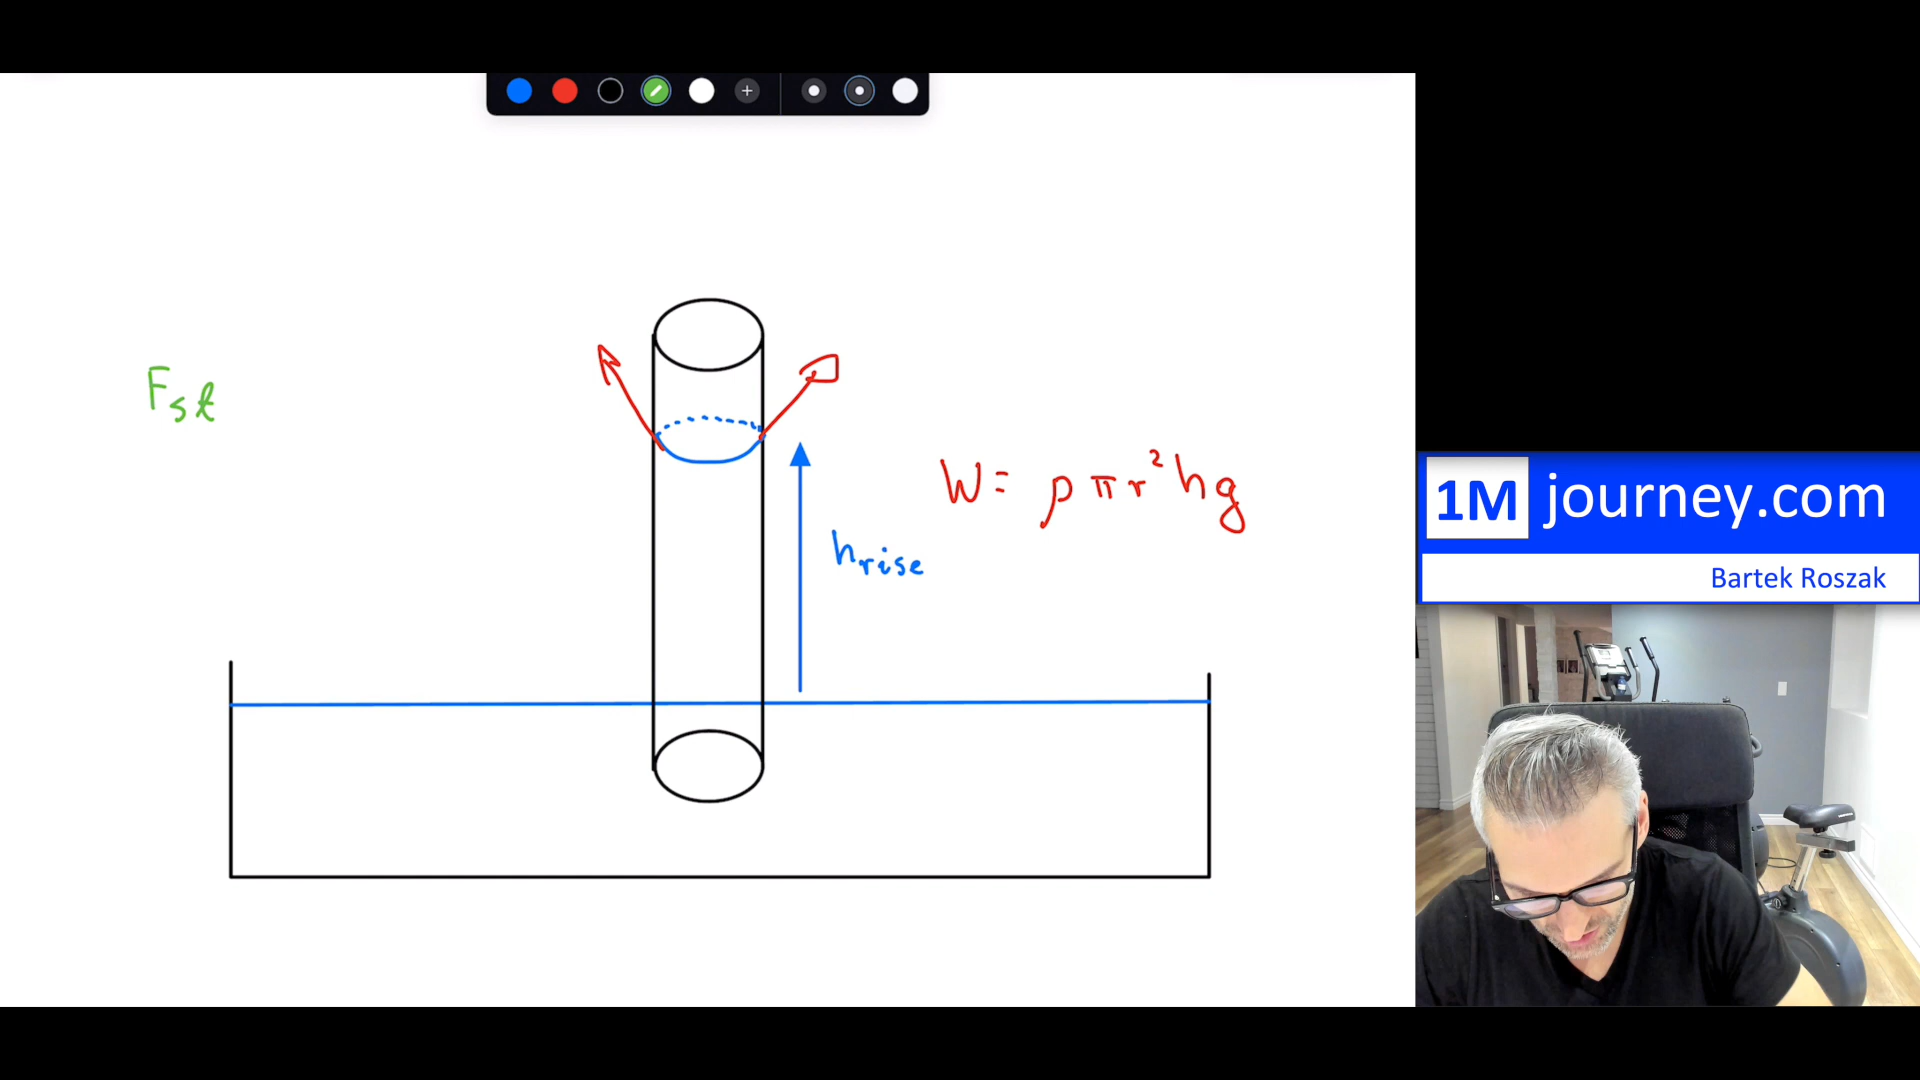 F_st
W = ρπr²hg
h_rise
1M journey.com
Bartek Roszak